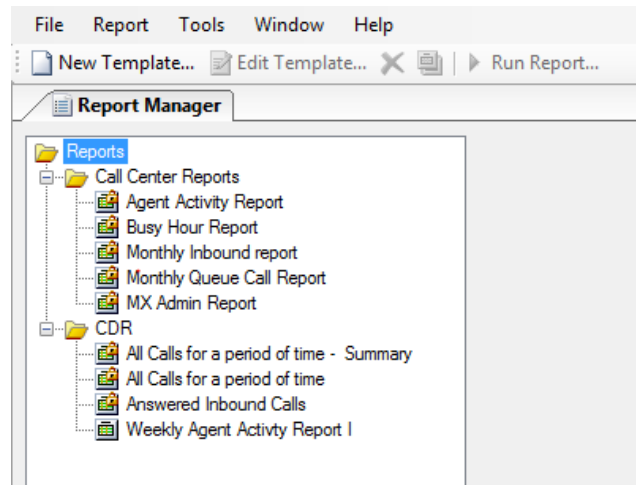 File Report Tools Window Help
New Template... Edit Template... Run Report...
Report Manager
Reports
Call Center Reports
Agent Activity Report
Busy Hour Report
Monthly Inbound report
Monthly Queue Call Report
MX Admin Report
CDR
All Calls for a period of time - Summary
All Calls for a period of time
Answered Inbound Calls
Weekly Agent Activty Report I